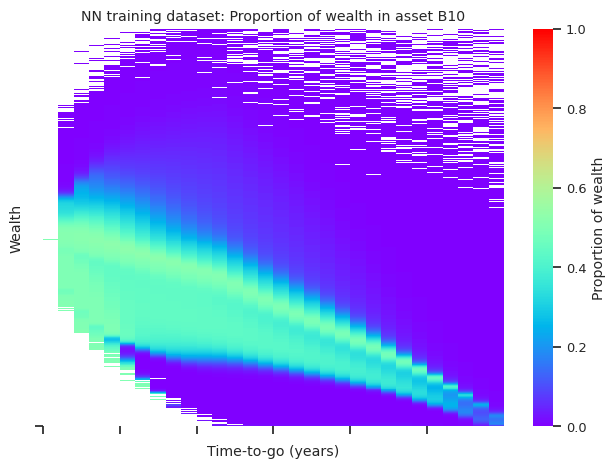 NN training dataset: Proportion of wealth in asset B10
Wealth
Time-to-go (years)
1.0
0.8
0.6
0.4
0.2
0.0
Proportion of wealth